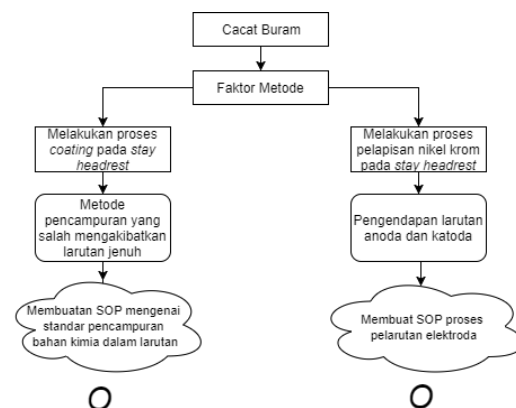 Cacat Buram
Faktor Metode
Melakukan proses
coating pada stay
headrest
Melakukan proses
pelapisan nikel krom
pada stay headrest
Metode
pencampuran yang
salah mengakibatkan
larutan jenuh
Pengendapan larutan
anoda dan katoda
Membuatan SOP mengenai
standar pencampuran
bahan kimia dalam larutan
Membuat SOP proses
pelarutan elektroda
O
O